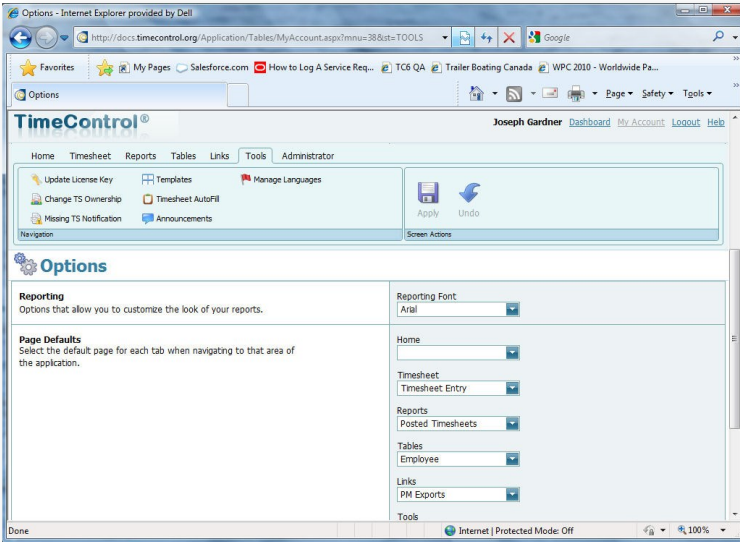 Options - Internet Explorer provided by Dell
http://docs.timecontrol.org/Application/Tables/MyAccount.aspx?mnu=38&st=TOOLS
Google
Favorites My Pages Salesforce.com How to Log A Service Req... TC6 QA Trailer Boating Canada WPC 2010 - Worldwide Pa...
Options
Page Safety Tools
TimeControl®
Joseph Gardner Dashboard My Account Logout Help
Home Timesheet Reports Tables Links Tools Administrator
Update License Key Templates Manage Languages
Change TS Ownership Timesheet AutoFill
Missing TS Notification Announcements
Apply Undo
Navigation Screen Actions
Options
Reporting
Options that allow you to customize the look of your reports.
Reporting Font
Arial
Page Defaults
Select the default page for each tab when navigating to that area of
the application.
Home
Timesheet
Timesheet Entry
Reports
Posted Timesheets
Tables
Employee
Links
PM Exports
Tools
Done Internet | Protected Mode: Off 100%